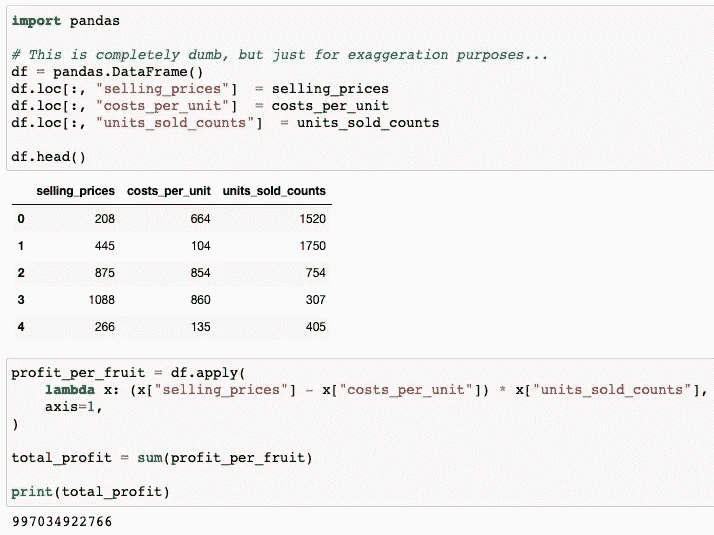 import pandas
# This is completely dumb, but just for exaggeration purposes...
df = pandas.DataFrame()
df.loc[:, "selling_prices"]  = selling_prices
df.loc[:, "costs_per_unit"]  = costs_per_unit
df.loc[:, "units_sold_counts"]  = units_sold_counts
df.head()
selling_prices costs_per_unit units_sold_counts
0 208 664 1520
1 445 104 1750
2 875 854 754
3 1088 860 307
4 266 135 405
profit_per_fruit = df.apply(
    lambda x: (x["selling_prices"] - x["costs_per_unit"]) * x["units_sold_counts"],
    axis=1,
)
total_profit = sum(profit_per_fruit)
print(total_profit)
997034922766